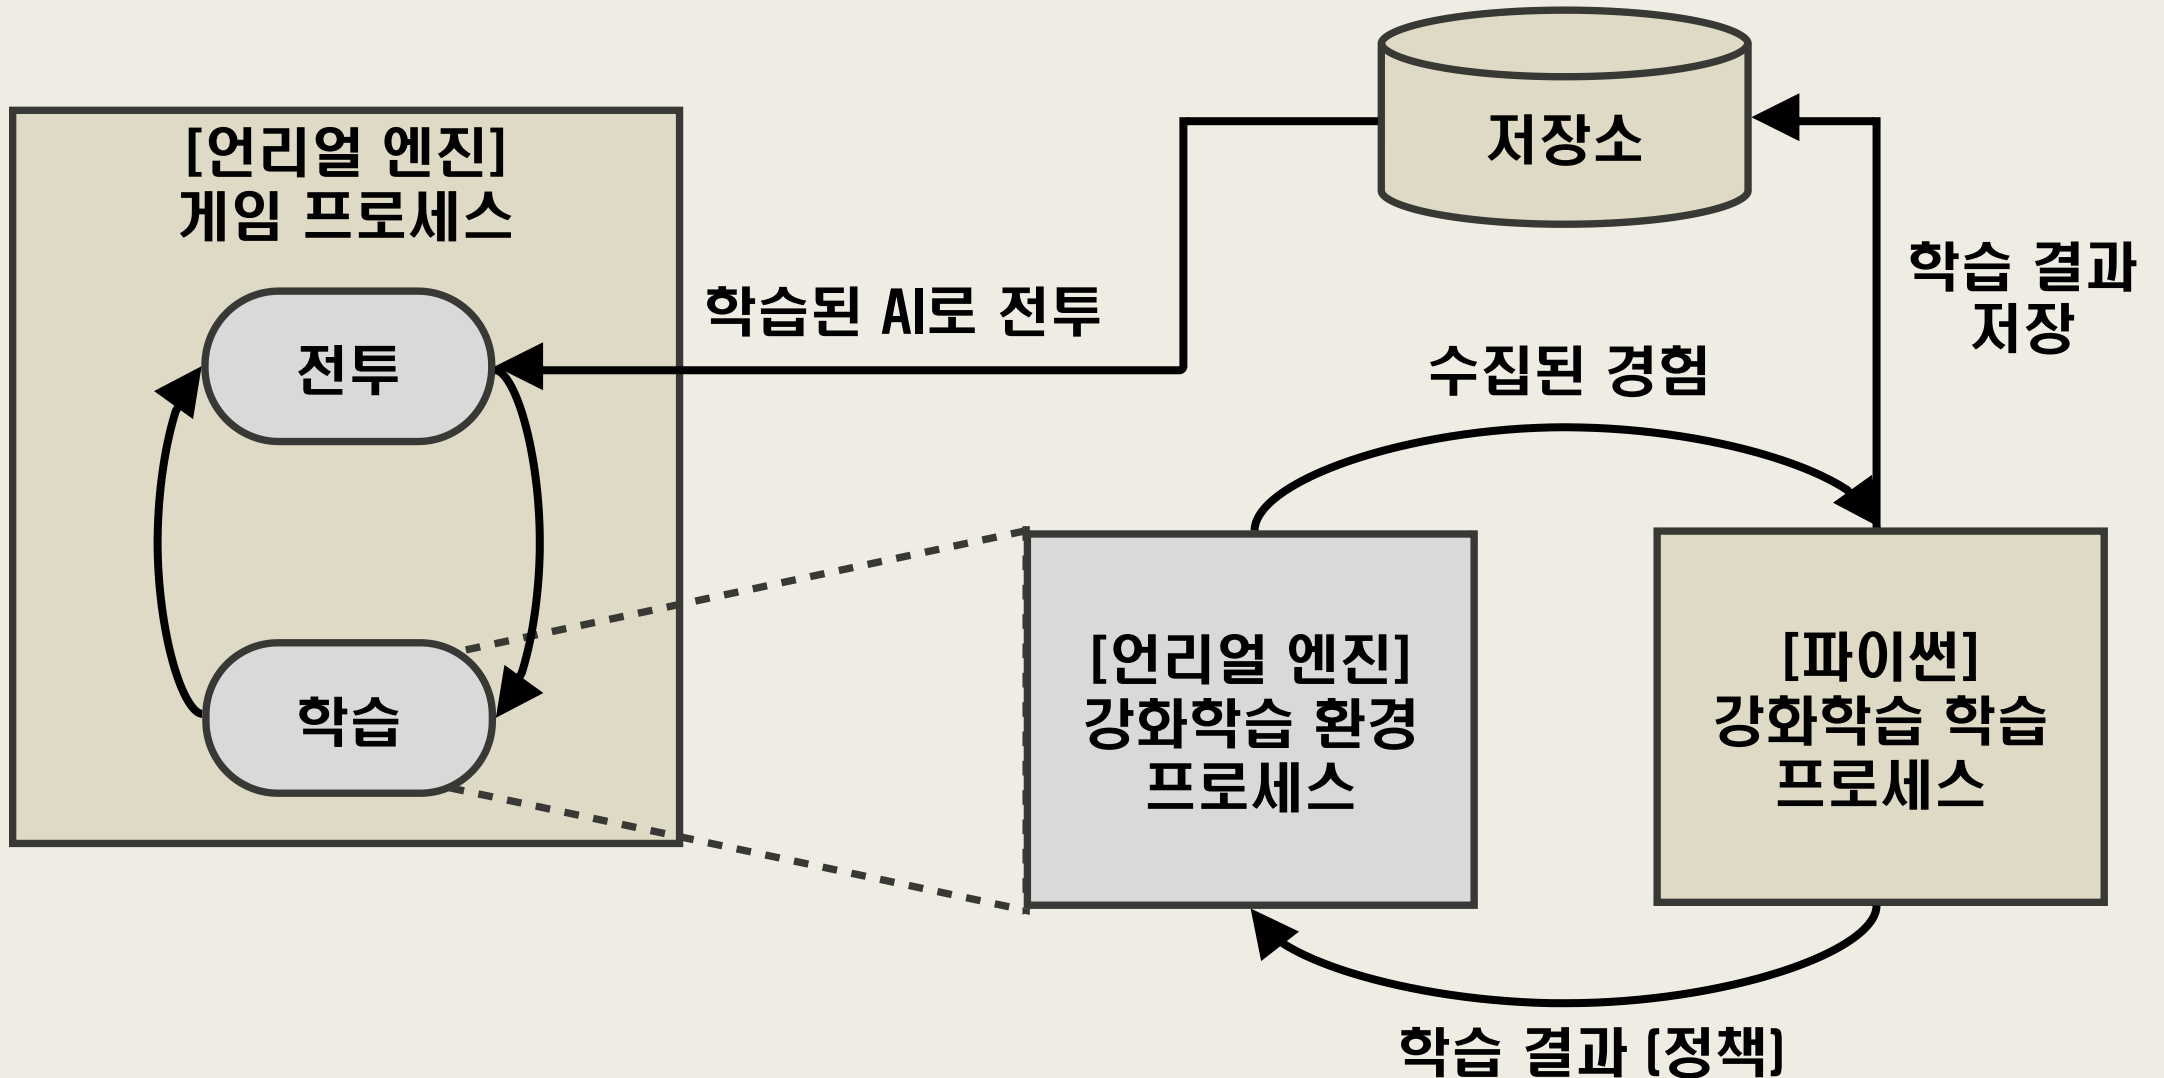 [언리얼 엔진]
게임 프로세스
전투
학습
학습된 AI로 전투
저장소
학습 결과
저장
수집된 경험
[언리얼 엔진]
강화학습 환경
프로세스
[파이썬]
강화학습 학습
프로세스
학습 결과 (정책)